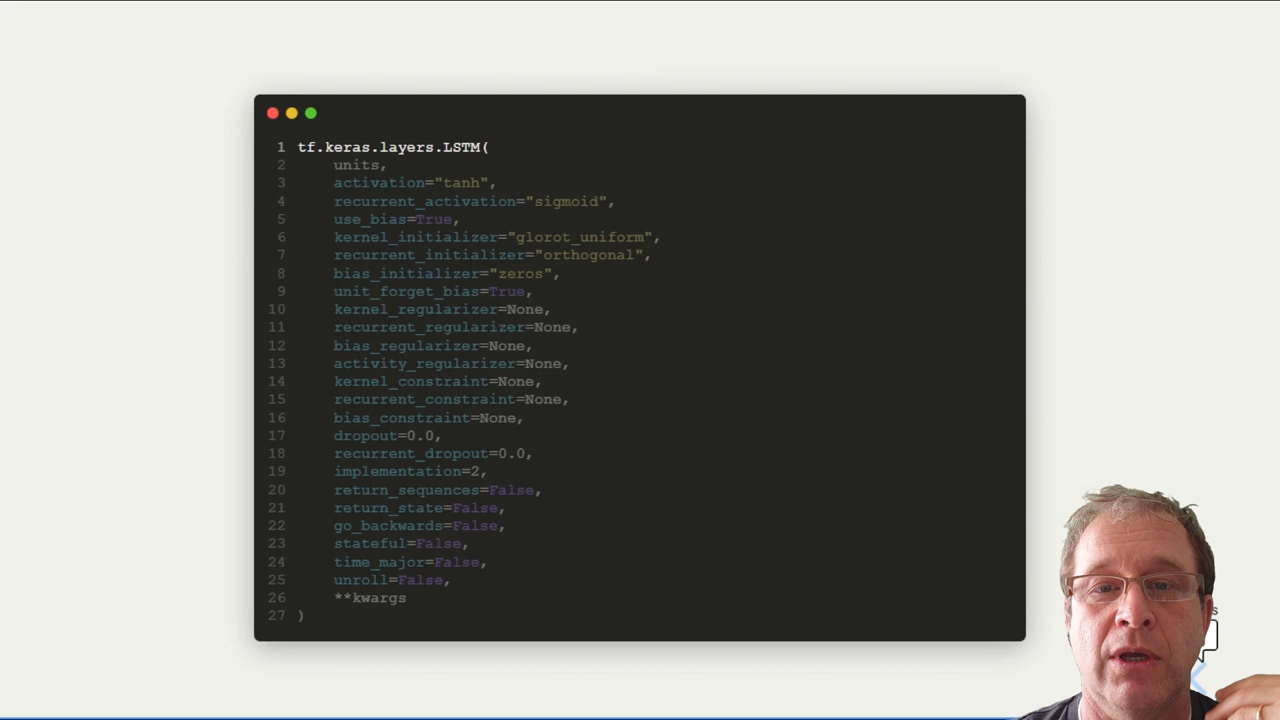 1 tf.keras.layers.LSTM(
2 units,
3 activation="tanh",
4 recurrent_activation="sigmoid",
5 use_bias=True,
6 kernel_initializer="glorot_uniform",
7 recurrent_initializer="orthogonal",
8 bias_initializer="zeros",
9 unit_forget_bias=True,
10 kernel_regularizer=None,
11 recurrent_regularizer=None,
12 bias_regularizer=None,
13 activity_regularizer=None,
14 kernel_constraint=None,
15 recurrent_constraint=None,
16 bias_constraint=None,
17 dropout=0.0,
18 recurrent_dropout=0.0,
19 implementation=2,
20 return_sequences=False,
21 return_state=False,
22 go_backwards=False,
23 stateful=False,
24 time_major=False,
25 unroll=False,
26 **kwargs
27 )